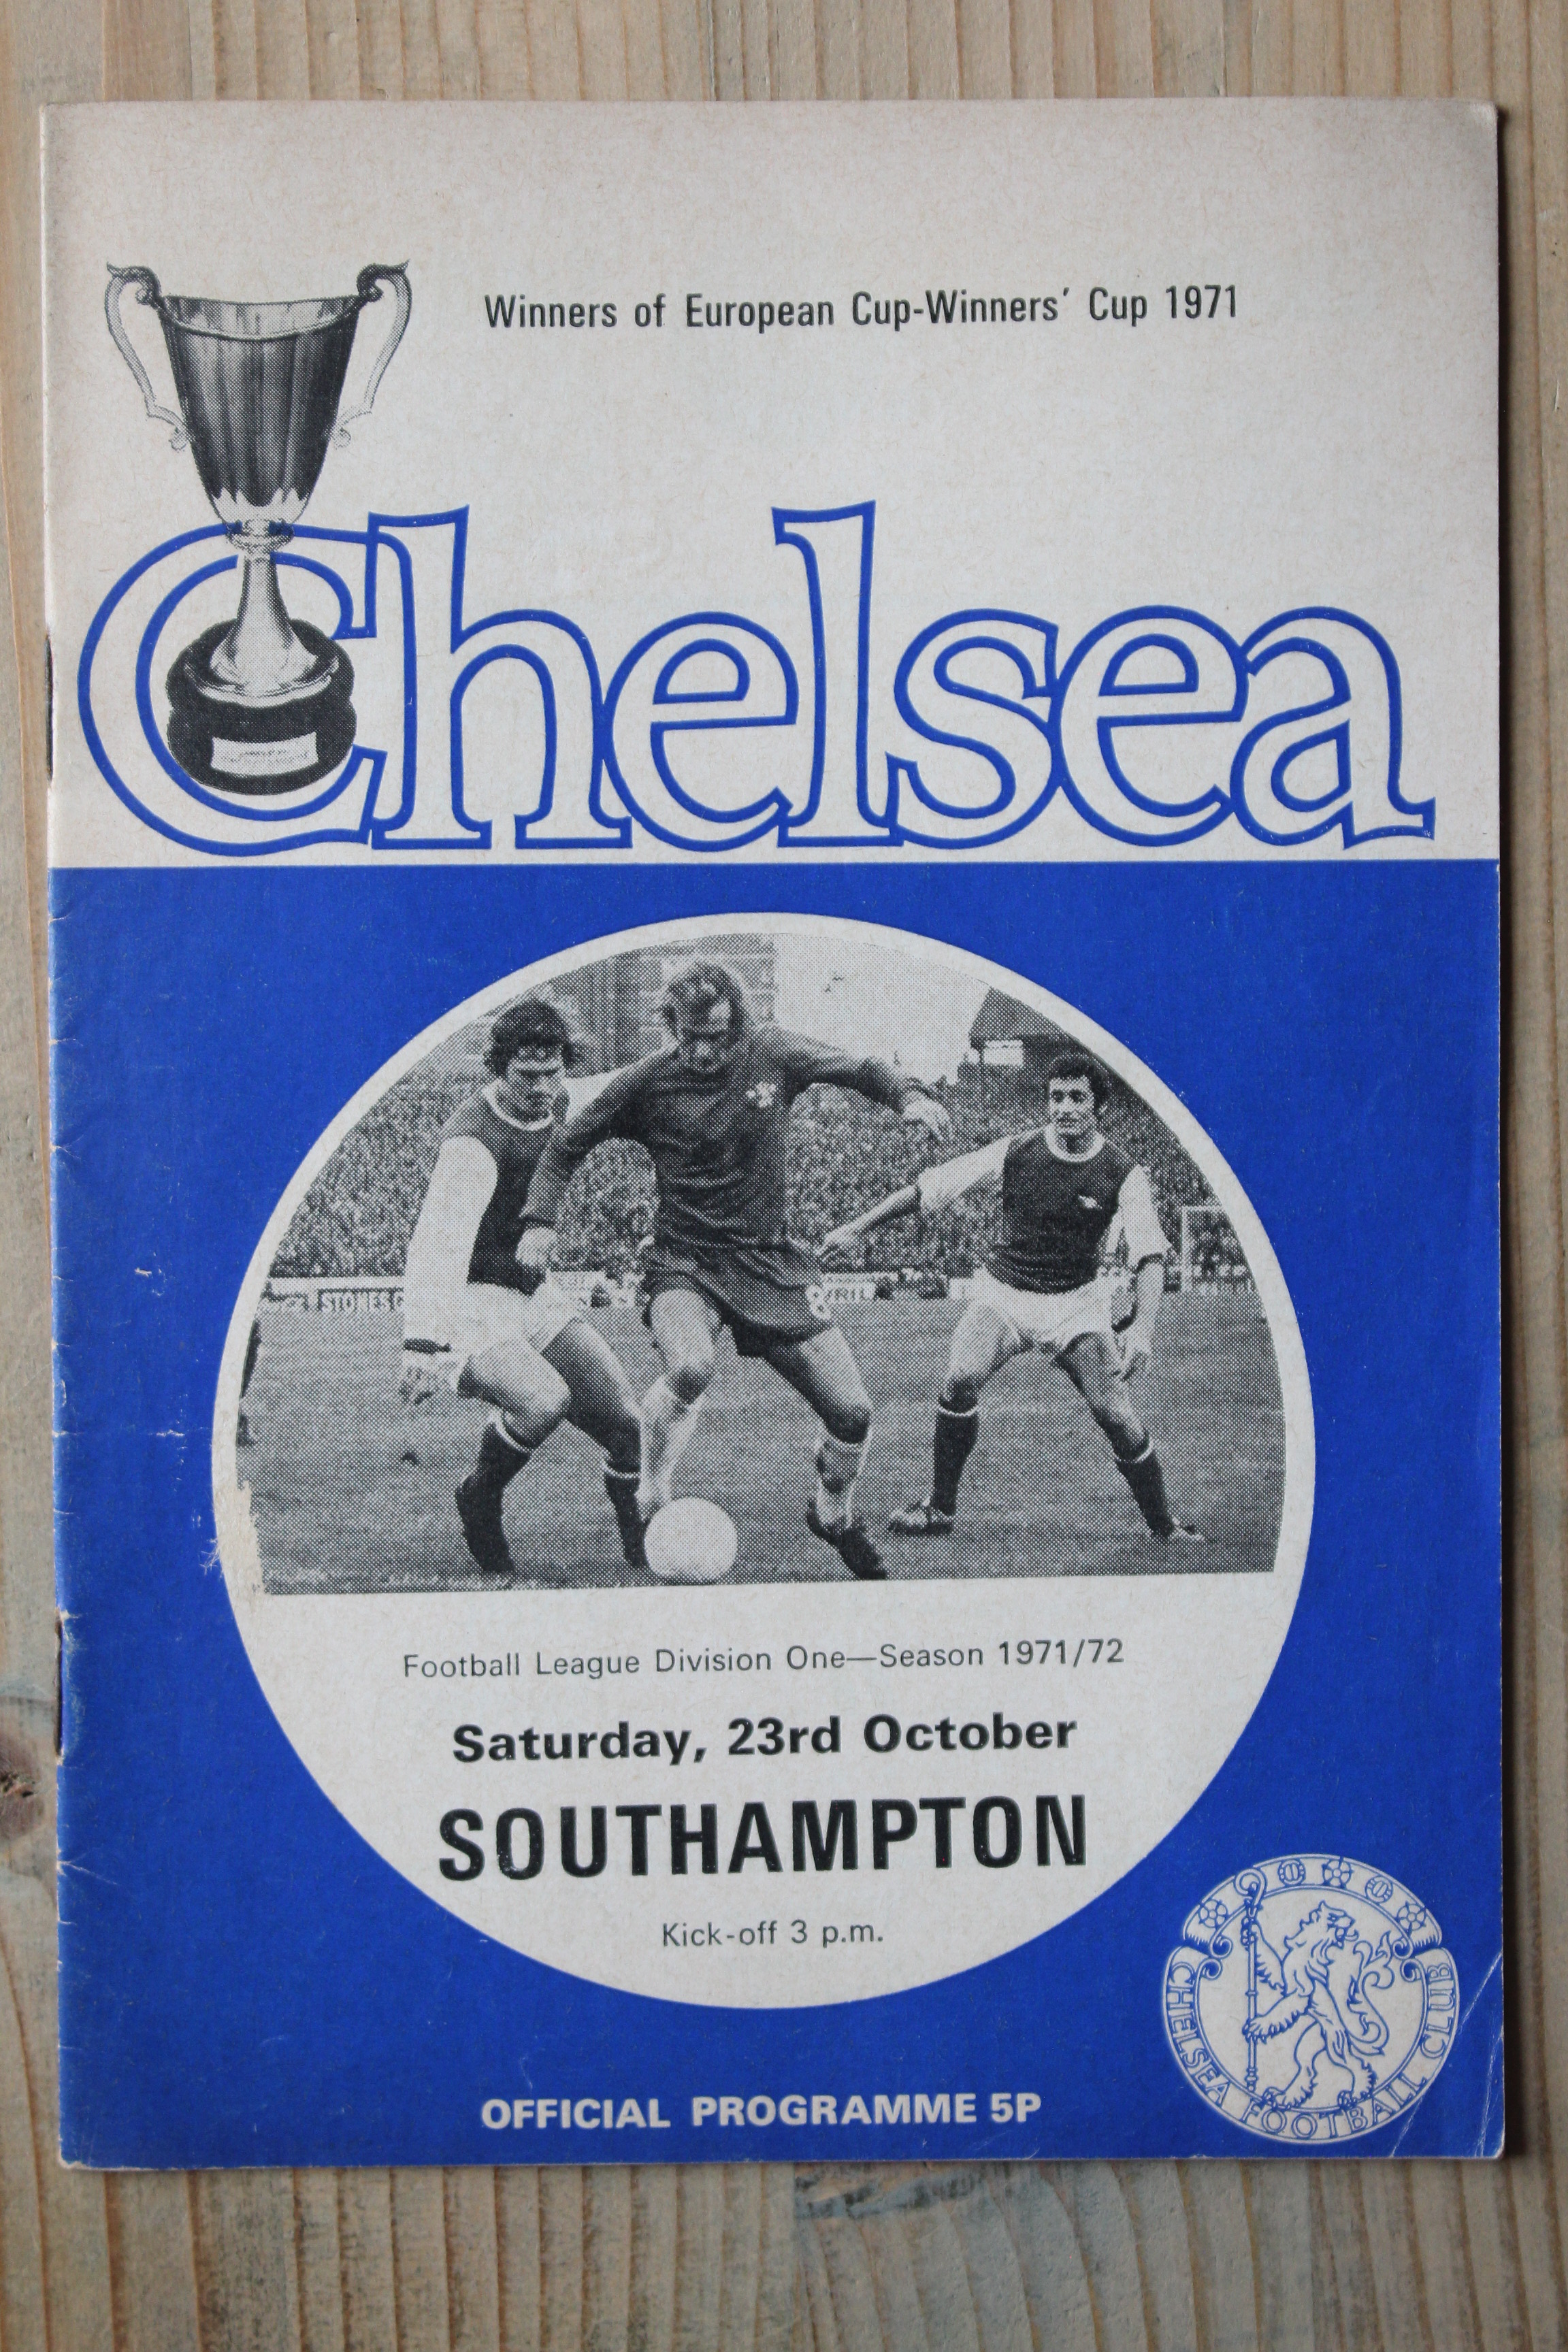 Winners of European Cup-Winners' Cup 1971
Chelsea
STONES
Football League Division One—Season 1971/72
Saturday, 23rd October
SOUTHAMPTON
Kick-off 3 p.m.
CHELSEA FOOTBALL CLUB
OFFICIAL PROGRAMME 5P